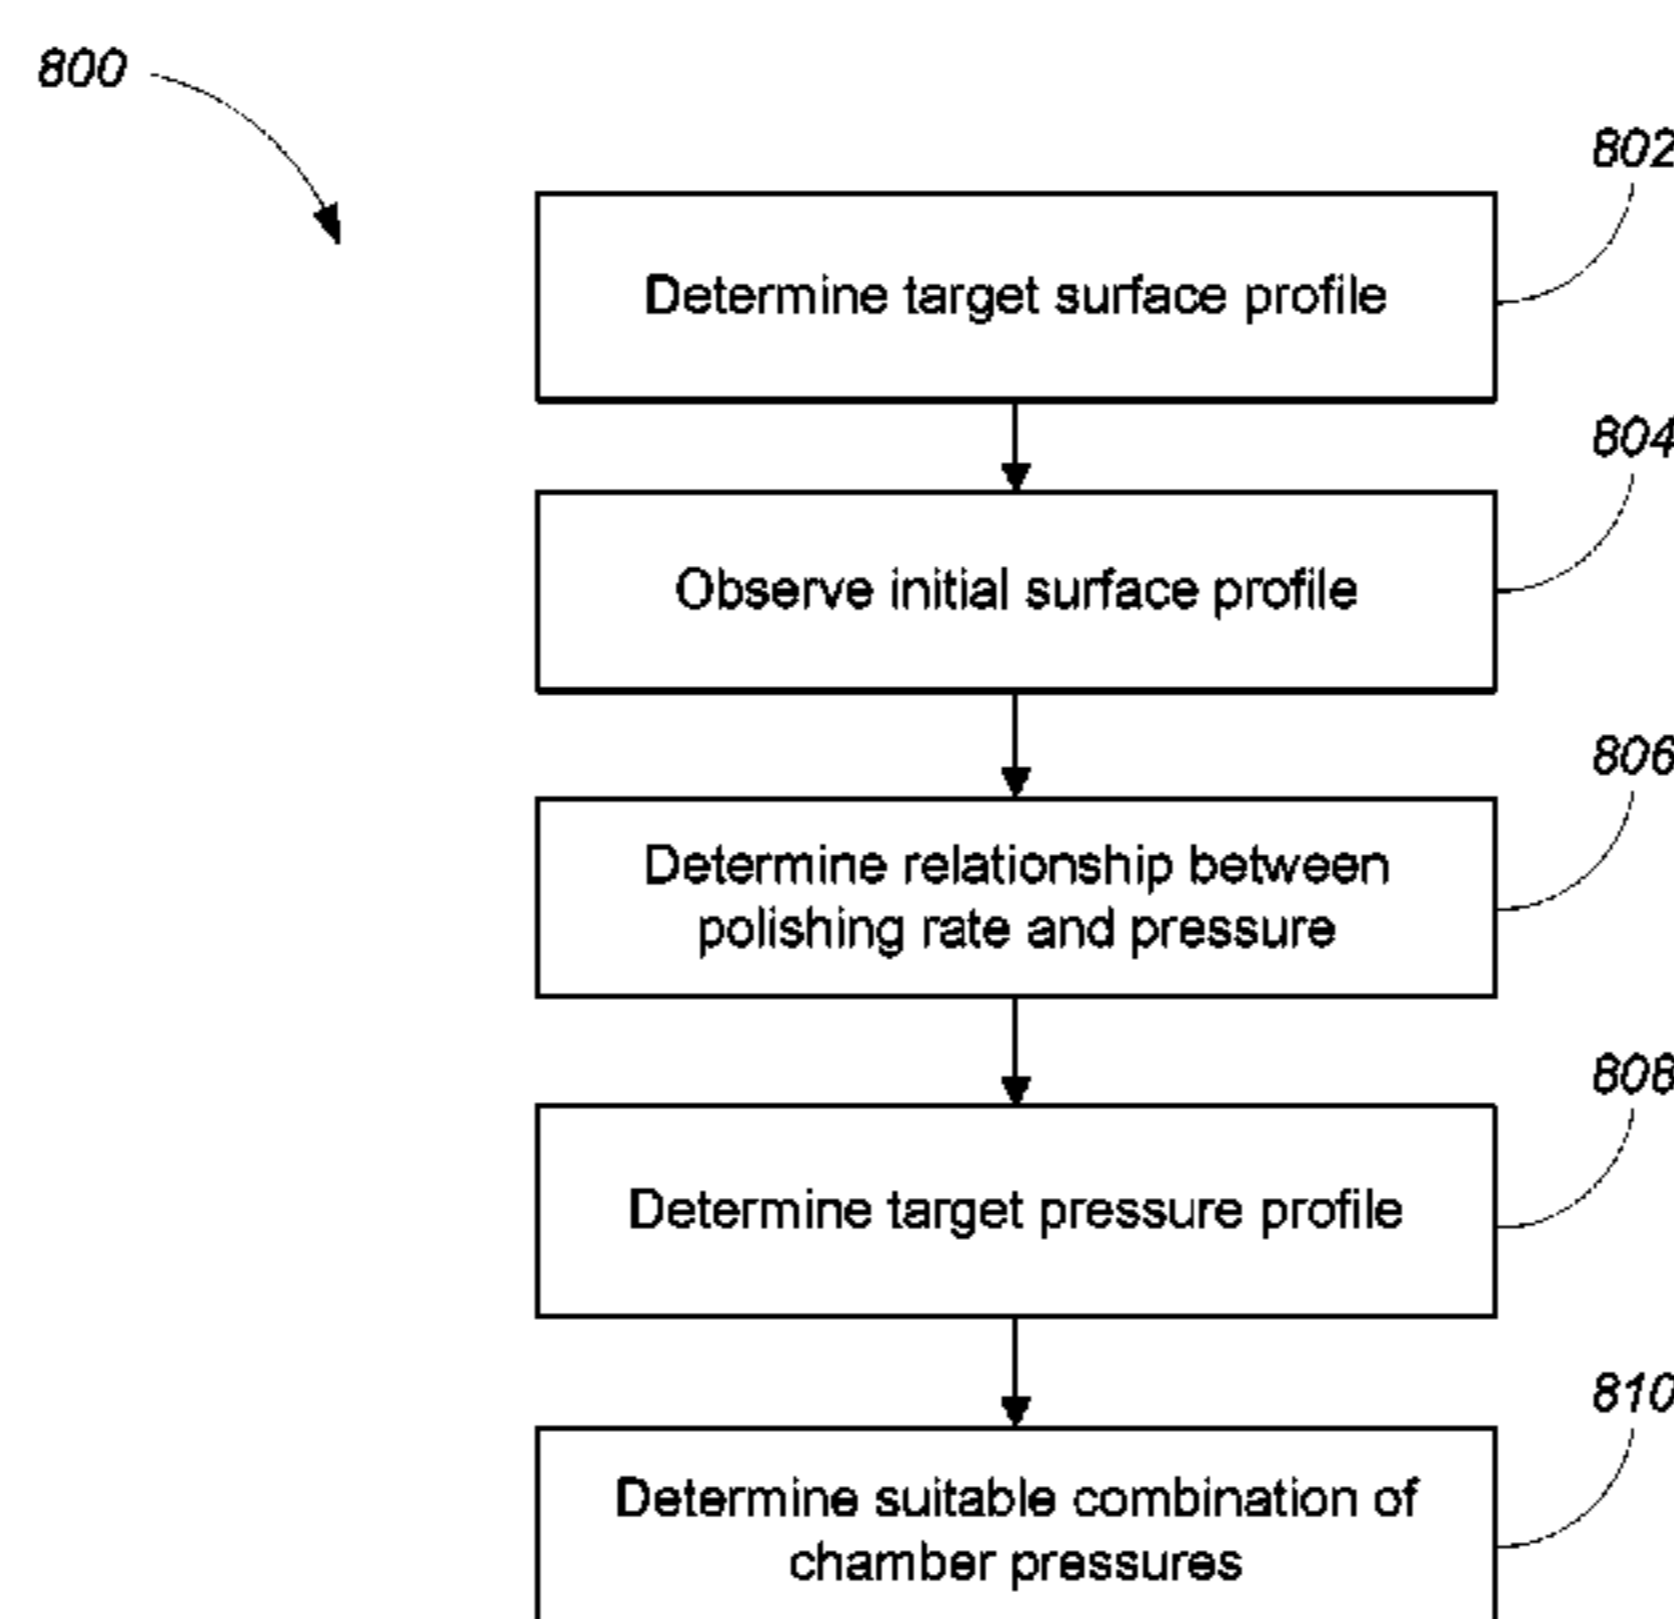 800
802
Determine target surface profile
804
Observe initial surface profile
806
Determine relationship between
polishing rate and pressure
808
Determine target pressure profile
810
Determine suitable combination of
chamber pressures